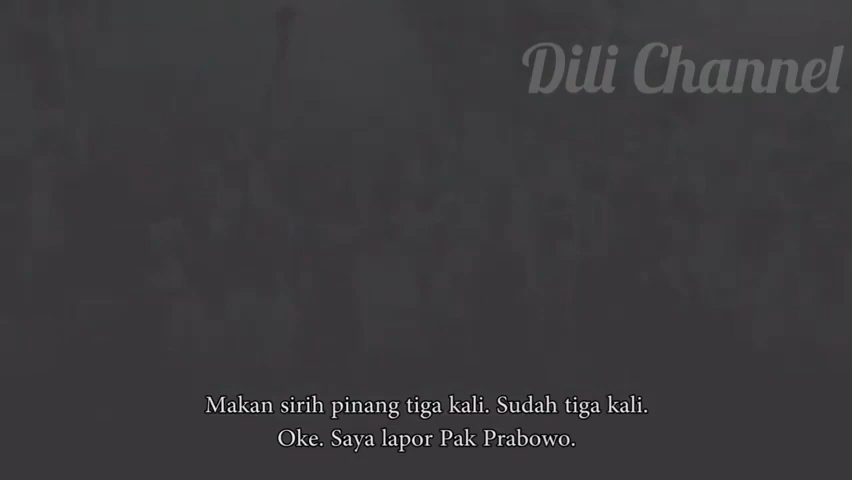 Dili Channel
Makan sirih pinang tiga kali. Sudah tiga kali.
Oke. Saya lapor Pak Prabowo.